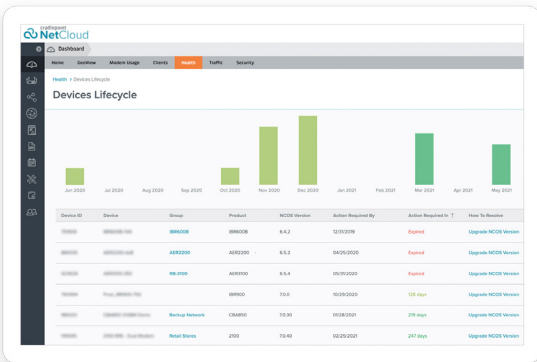 cradlepoint
NetCloud
Dashboard
Home GeoView Modem Usage Clients Health Traffic Security
Health > Devices Lifecycle
Devices Lifecycle
Jun 2020 Jul 2020 Aug 2020 Sep 2020 Oct 2020 Nov 2020 Dec 2020 Jan 2021 Feb 2021 Mar 2021 Apr 2021 May 2021
Device ID Device Group Product NCOS Version Action Required By Action Required In ↑ How To Resolve
IBR600B IBR600B 6.4.2 12/31/2019 Expired Upgrade NCOS Version
AER2200 AER2200 6.5.2 04/25/2020 Expired Upgrade NCOS Version
RB-3100 AER3100 6.5.4 05/31/2020 Expired Upgrade NCOS Version
IBR900 7.0.0 10/29/2020 128 days Upgrade NCOS Version
Backup Network CBA850 7.0.30 01/28/2021 219 days Upgrade NCOS Version
Retail Stores 2100 7.0.40 02/25/2021 247 days Upgrade NCOS Version